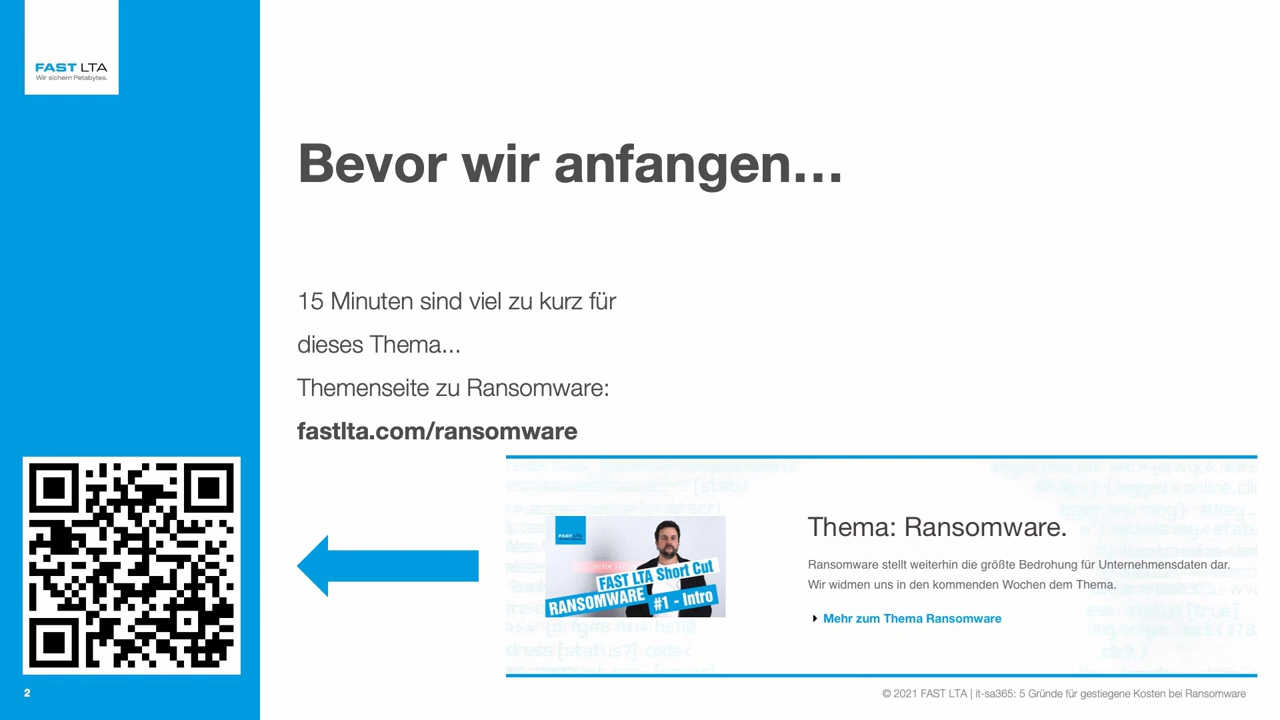 FAST LTA
Wir sichern Petabytes.
Bevor wir anfangen...
15 Minuten sind viel zu kurz für
dieses Thema...
Themenseite zu Ransomware:
fastlta.com/ransomware
FAST LTA
FAST LTA Short Cut
RANSOMWARE #1 - Intro
Thema: Ransomware.
Ransomware stellt weiterhin die größte Bedrohung für Unternehmensdaten dar.
Wir widmen uns in den kommenden Wochen dem Thema.
Mehr zum Thema Ransomware
2
© 2021 FAST LTA | it-sa365: 5 Gründe für gestiegene Kosten bei Ransomware